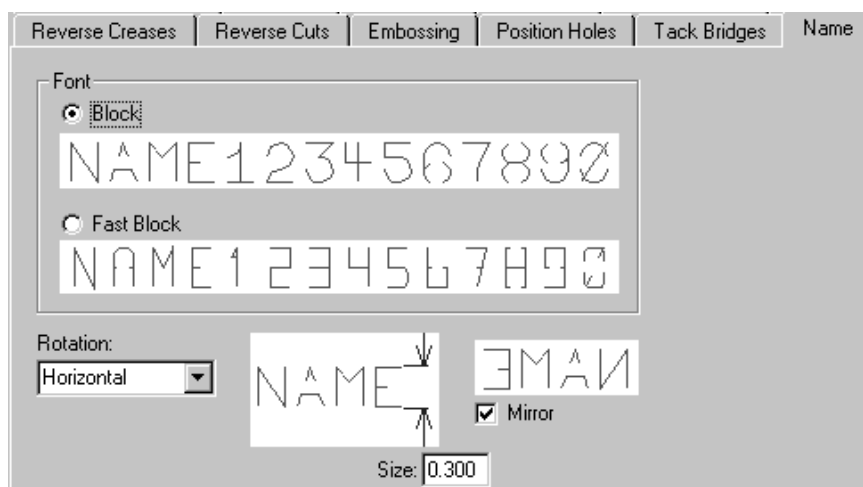 Reverse Creases Reverse Cuts Embossing Position Holes Tack Bridges Name
Font
Block
NAME1234567890
Fast Block
NAME1234567890
Rotation:
Horizontal
NAME
NAME
Mirror
Size: 0.300